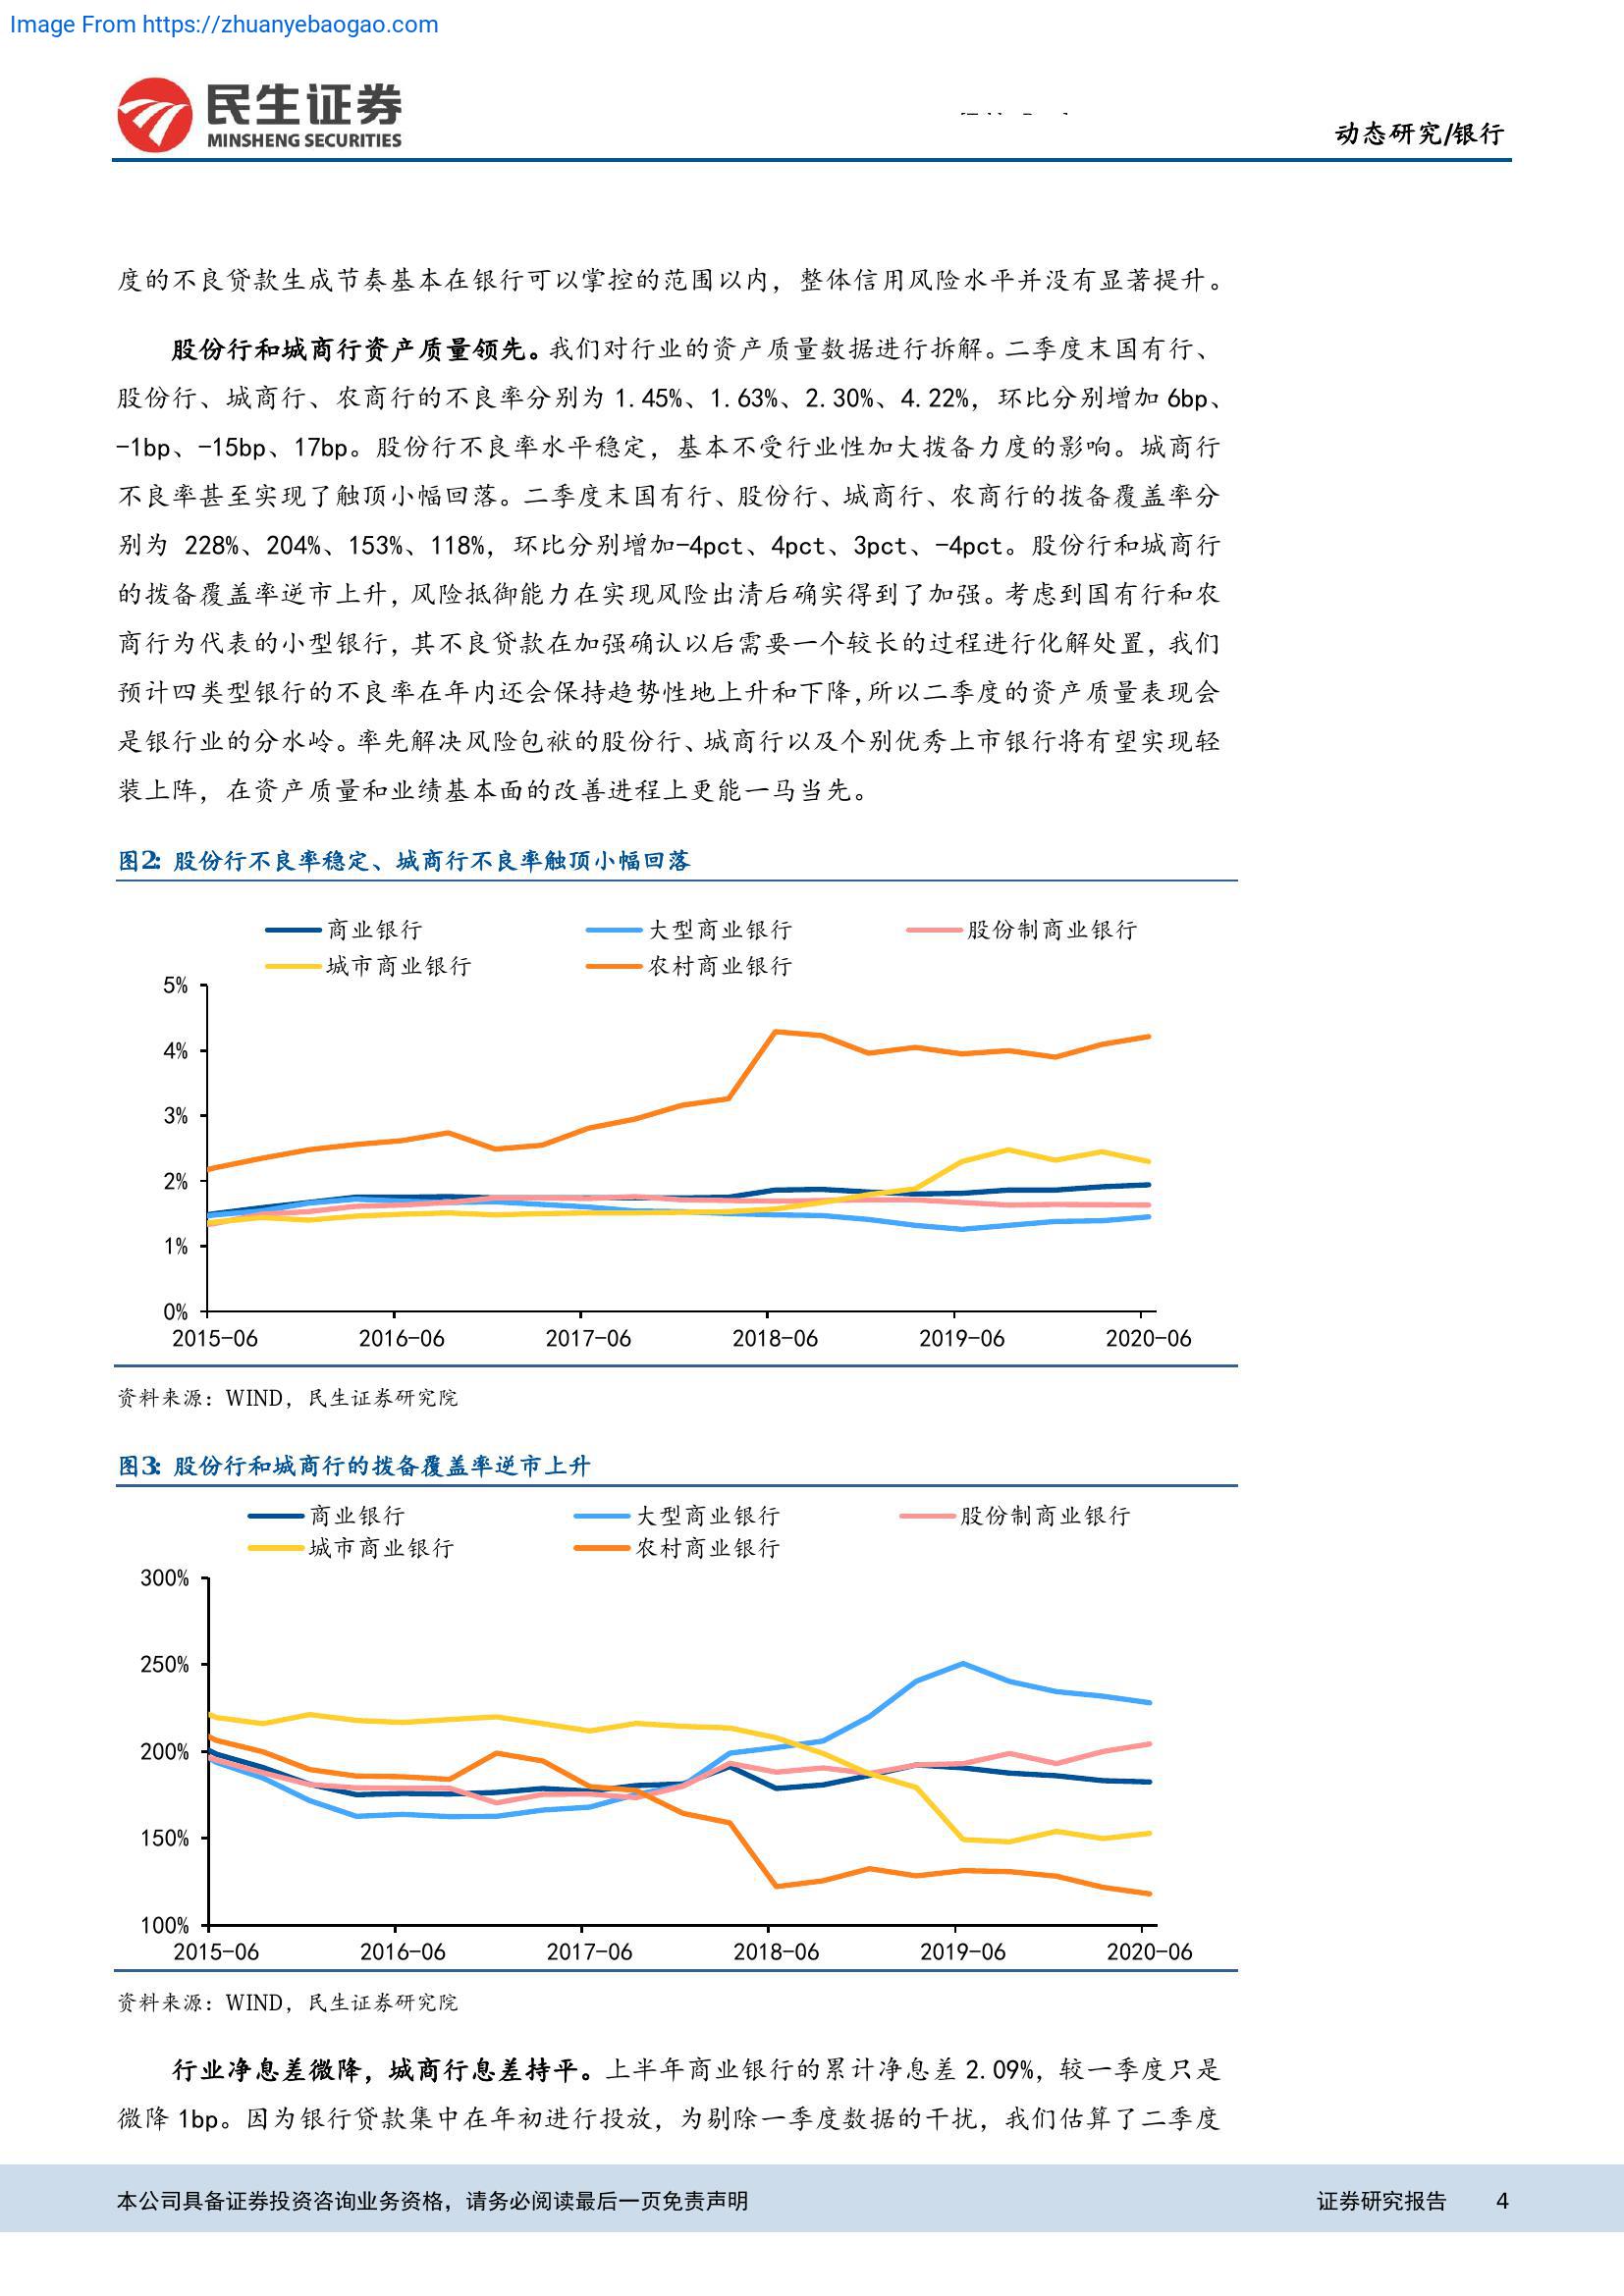 Image From https://zhuanyebaogao.com
民生证券
MINSHENG SECURITIES
动态研究/银行
度的不良贷款生成节奏基本在银行可以掌控的范围以内，整体信用风险水平并没有显著提升。
股份行和城商行资产质量领先。我们对行业的资产质量数据进行拆解。二季度末国有行、
股份行、城商行、农商行的不良率分别为 1.45%、1.63%、2.30%、4.22%，环比分别增加 6bp、
-1bp、-15bp、17bp。股份行不良率水平稳定，基本不受行业性加大拨备力度的影响。城商行
不良率甚至实现了触顶小幅回落。二季度末国有行、股份行、城商行、农商行的拨备覆盖率分
别为 228%、204%、153%、118%，环比分别增加-4pct、4pct、3pct、-4pct。股份行和城商行
的拨备覆盖率逆市上升，风险抵御能力在实现风险出清后确实得到了加强。考虑到国有行和农
商行为代表的小型银行，其不良贷款在加强确认以后需要一个较长的过程进行化解处置，我们
预计四类型银行的不良率在年内还会保持趋势性地上升和下降，所以二季度的资产质量表现会
是银行业的分水岭。率先解决风险包袱的股份行、城商行以及个别优秀上市银行将有望实现轻
装上阵，在资产质量和业绩基本面的改善进程上更能一马当先。
图2: 股份行不良率稳定、城商行不良率触顶小幅回落
商业银行 大型商业银行 股份制商业银行
城市商业银行 农村商业银行
5%
4%
3%
2%
1%
0%
2015-06 2016-06 2017-06 2018-06 2019-06 2020-06
资料来源：WIND，民生证券研究院
图3: 股份行和城商行的拨备覆盖率逆市上升
商业银行 大型商业银行 股份制商业银行
城市商业银行 农村商业银行
300%
250%
200%
150%
100%
2015-06 2016-06 2017-06 2018-06 2019-06 2020-06
资料来源：WIND，民生证券研究院
行业净息差微降，城商行息差持平。上半年商业银行的累计净息差 2.09%，较一季度只是
微降 1bp。因为银行贷款集中在年初进行投放，为剔除一季度数据的干扰，我们估算了二季度
本公司具备证券投资咨询业务资格，请务必阅读最后一页免责声明 证券研究报告 4